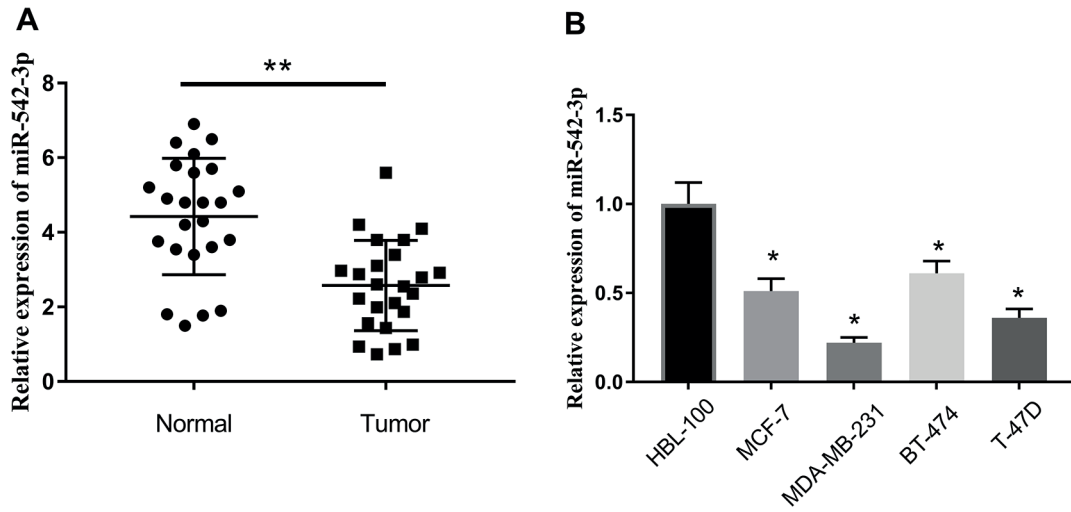 A
Relative expression of miR-542-3p
8
6
4
2
0
**
Normal
Tumor
B
Relative expression of miR-542-3p
1.5
1.0
0.5
0.0
*
*
*
*
HBL-100
MCF-7
MDA-MB-231
BT-474
T-47D